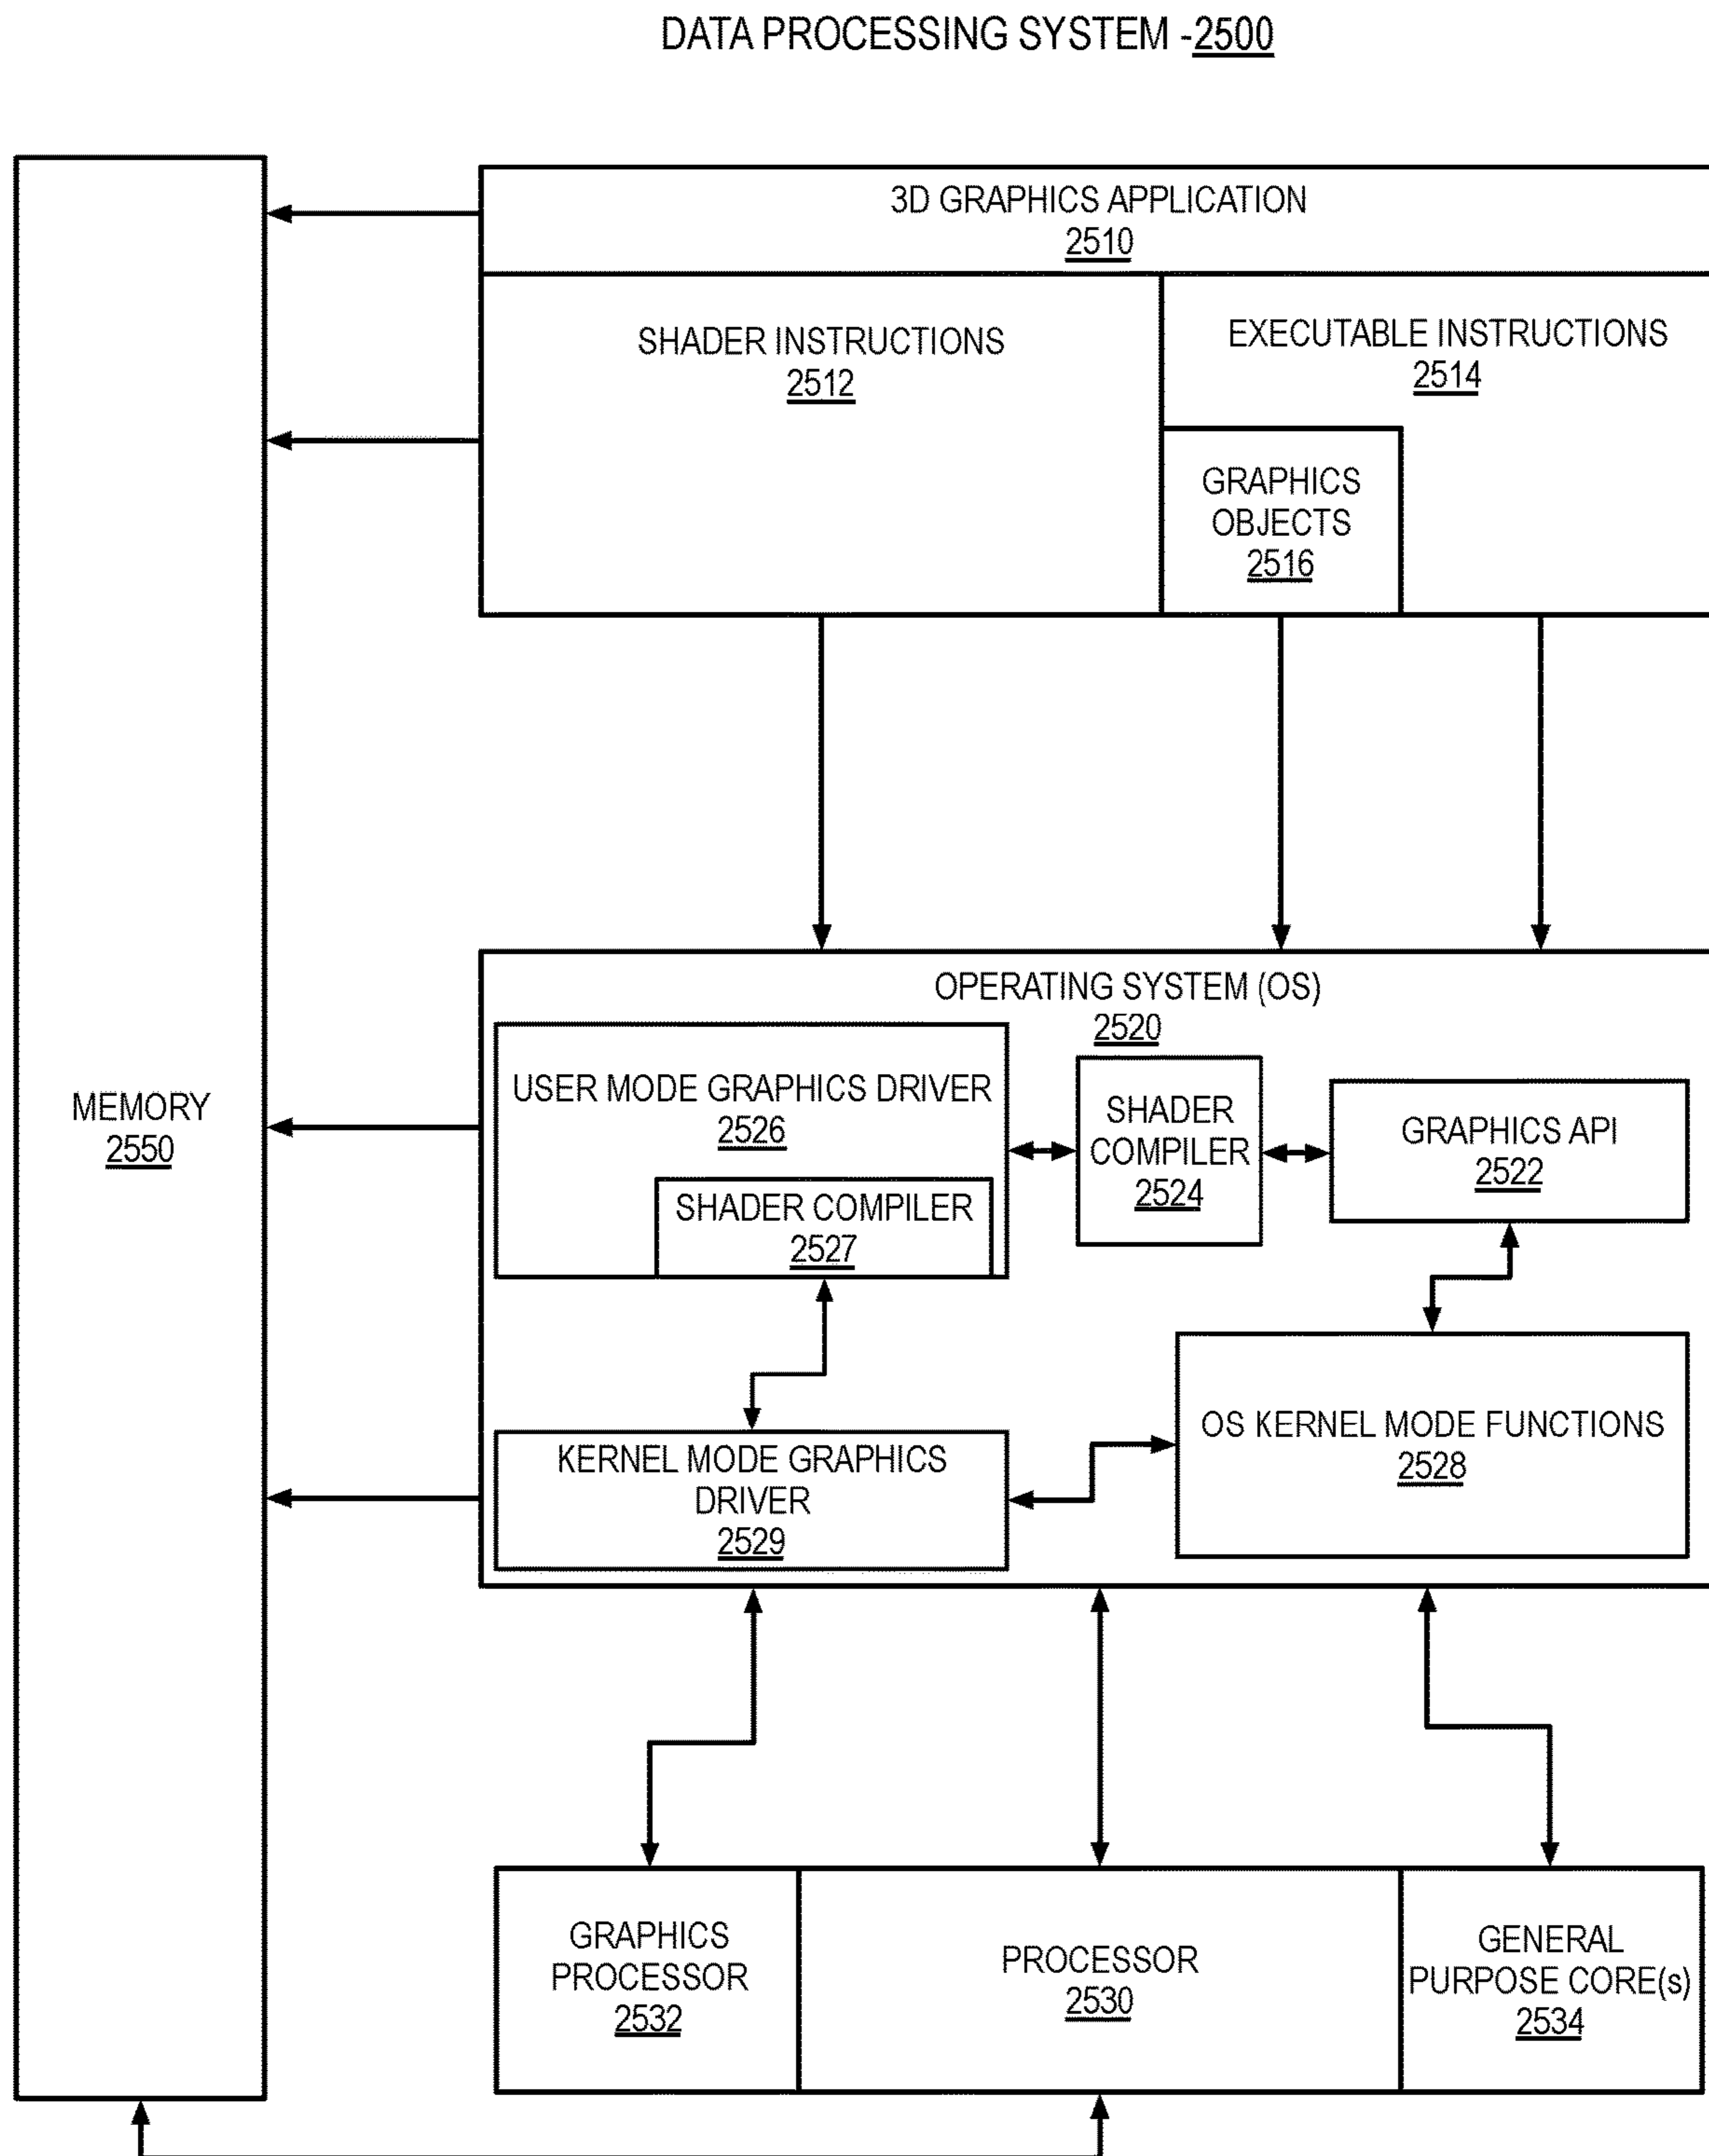 DATA PROCESSING SYSTEM -2500
3D GRAPHICS APPLICATION
2510
SHADER INSTRUCTIONS
2512
EXECUTABLE INSTRUCTIONS
2514
GRAPHICS
OBJECTS
2516
MEMORY
2550
OPERATING SYSTEM (OS)
2520
USER MODE GRAPHICS DRIVER
2526
SHADER COMPILER
2527
SHADER
COMPILER
2524
GRAPHICS API
2522
KERNEL MODE GRAPHICS
DRIVER
2529
OS KERNEL MODE FUNCTIONS
2528
GRAPHICS
PROCESSOR
2532
PROCESSOR
2530
GENERAL
PURPOSE CORE(s)
2534